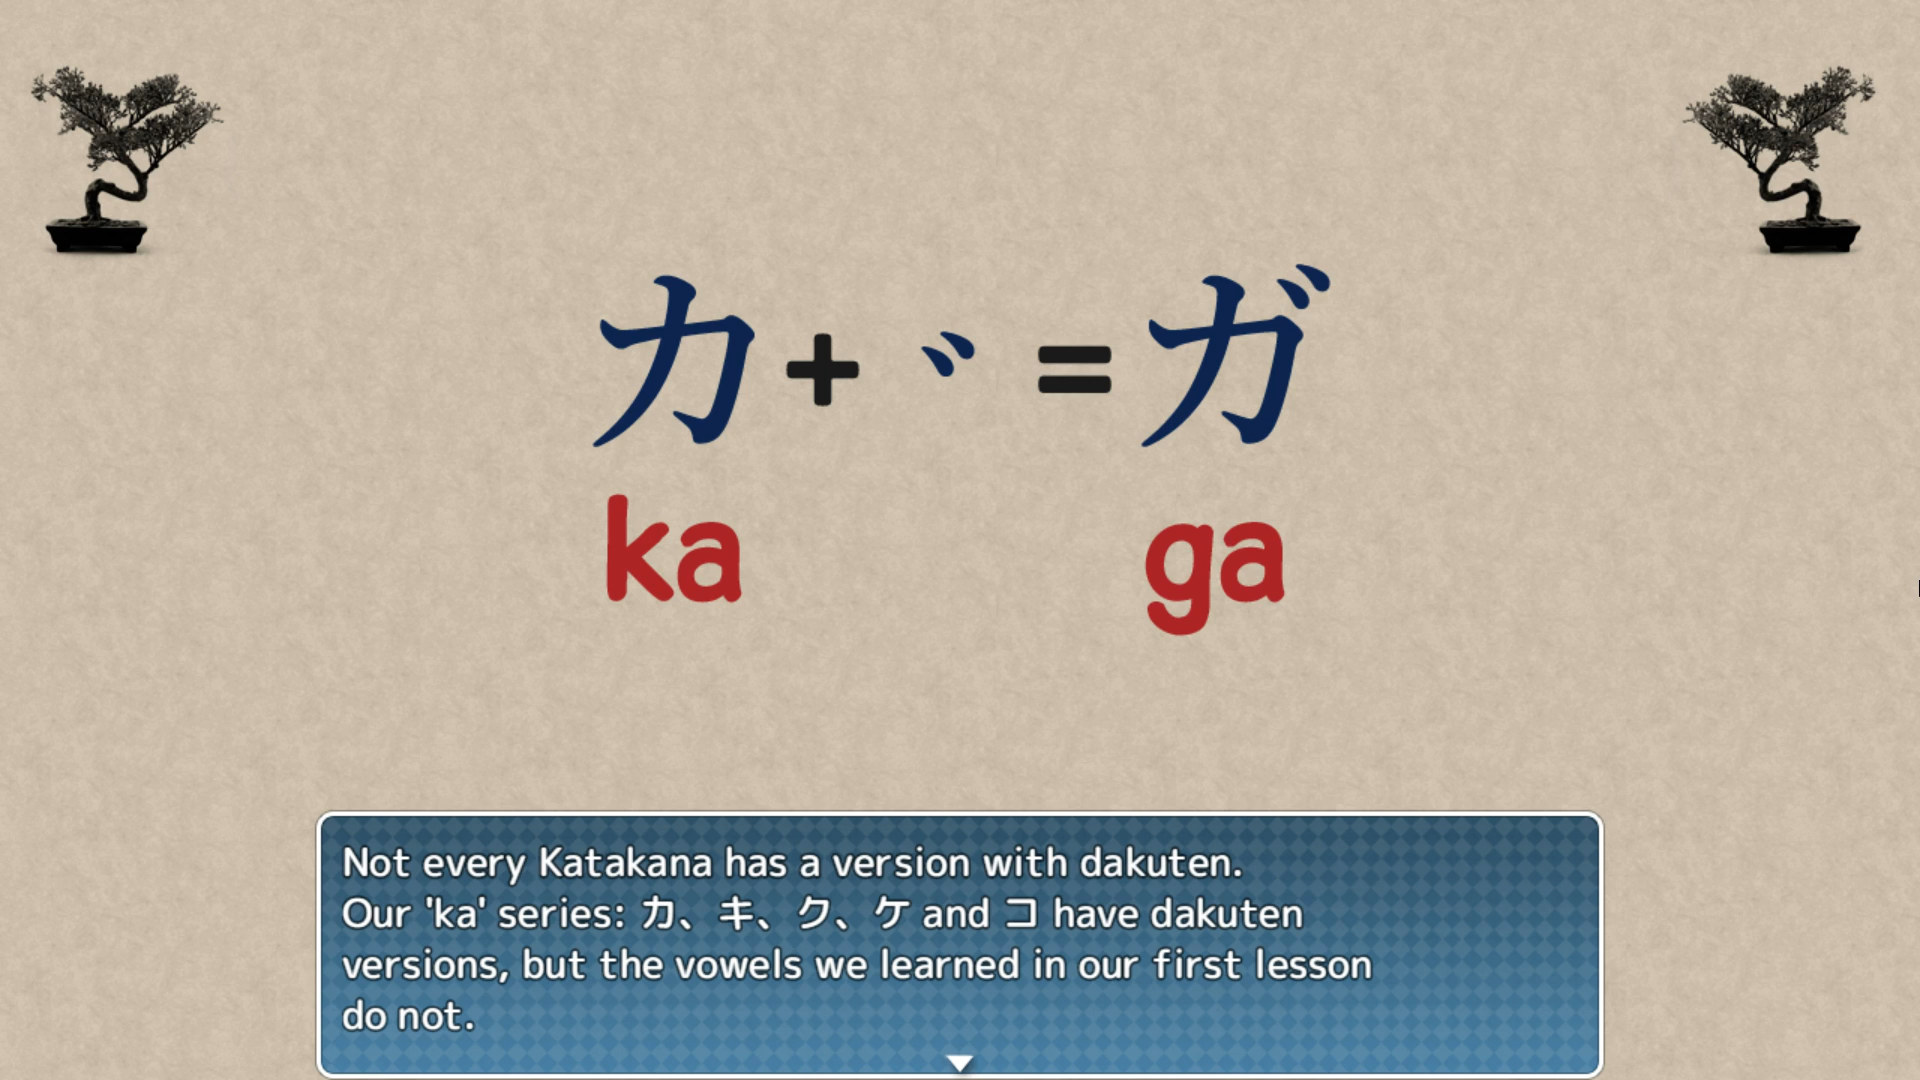 カ + ゛ = ガ
ka ga
Not every Katakana has a version with dakuten.
Our 'ka' series: カ、キ、ク、ケ and コ have dakuten
versions, but the vowels we learned in our first lesson
do not.